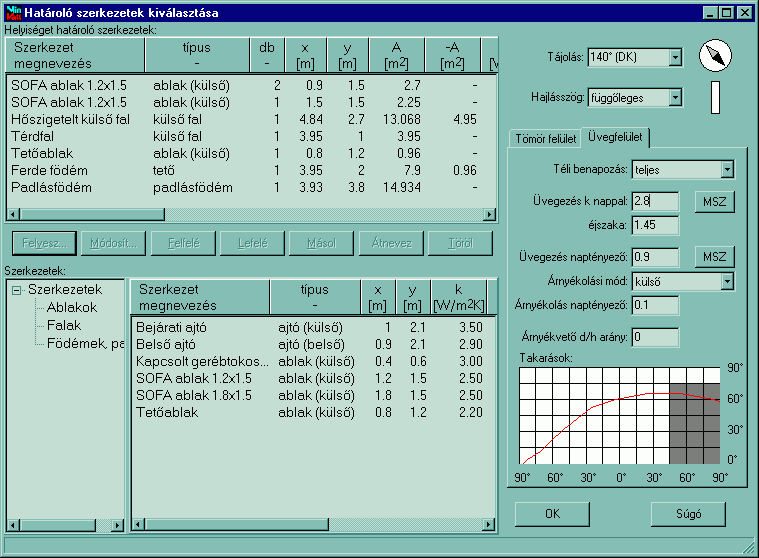 Határoló szerkezetek kiválasztása
Helyiséget határoló szerkezetek:
Szerkezet megnevezés típus - db - x [m] y [m] A [m2] -A [m2]
SOFA ablak 1.2x1.5 ablak (külső) 2 0.9 1.5 2.7 -
SOFA ablak 1.2x1.5 ablak (külső) 1 1.5 1.5 2.25 -
Hőszigetelt külső fal külső fal 1 4.84 2.7 13.068 4.95
Térdfal külső fal 1 3.95 1 3.95 -
Tetőablak ablak (külső) 1 0.8 1.2 0.96 -
Ferde födém tető 1 3.95 2 7.9 0.96
Padlásfödém padlásfödém 1 3.93 3.8 14.934 -
Felvesz... Módosít... Felfelé Lefelé Másol Átnevez Töröl
Szerkezetek:
Szerkezetek
Ablakok
Falak
Födémek, pa
Szerkezet megnevezés típus - x [m] y [m] k [W/m2K]
Bejárati ajtó ajtó (külső) 1 2.1 3.50
Belső ajtó ajtó (belső) 0.9 2.1 2.90
Kapcsolt gerébtokos... ablak (külső) 0.4 0.6 3.00
SOFA ablak 1.2x1.5 ablak (külső) 1.2 1.5 2.50
SOFA ablak 1.8x1.5 ablak (külső) 1.8 1.5 2.50
Tetőablak ablak (külső) 0.8 1.2 2.20
Tájolás: 140° (DK)
Hajlásszög: függőleges
Tömör felület Üvegfelület
Téli benapozás: teljes
Üvegezés k nappal: 2.8 MSZ
éjszaka: 1.45
Üvegezés naptényező: 0.9 MSZ
Árnyékolási mód: külső
Árnyékolás naptényező: 0.1
Árnyékvető d/h arány: 0
Takarások:
90°
60°
30°
0°
90° 60° 30° 0° 30° 60° 90°
OK Súgó